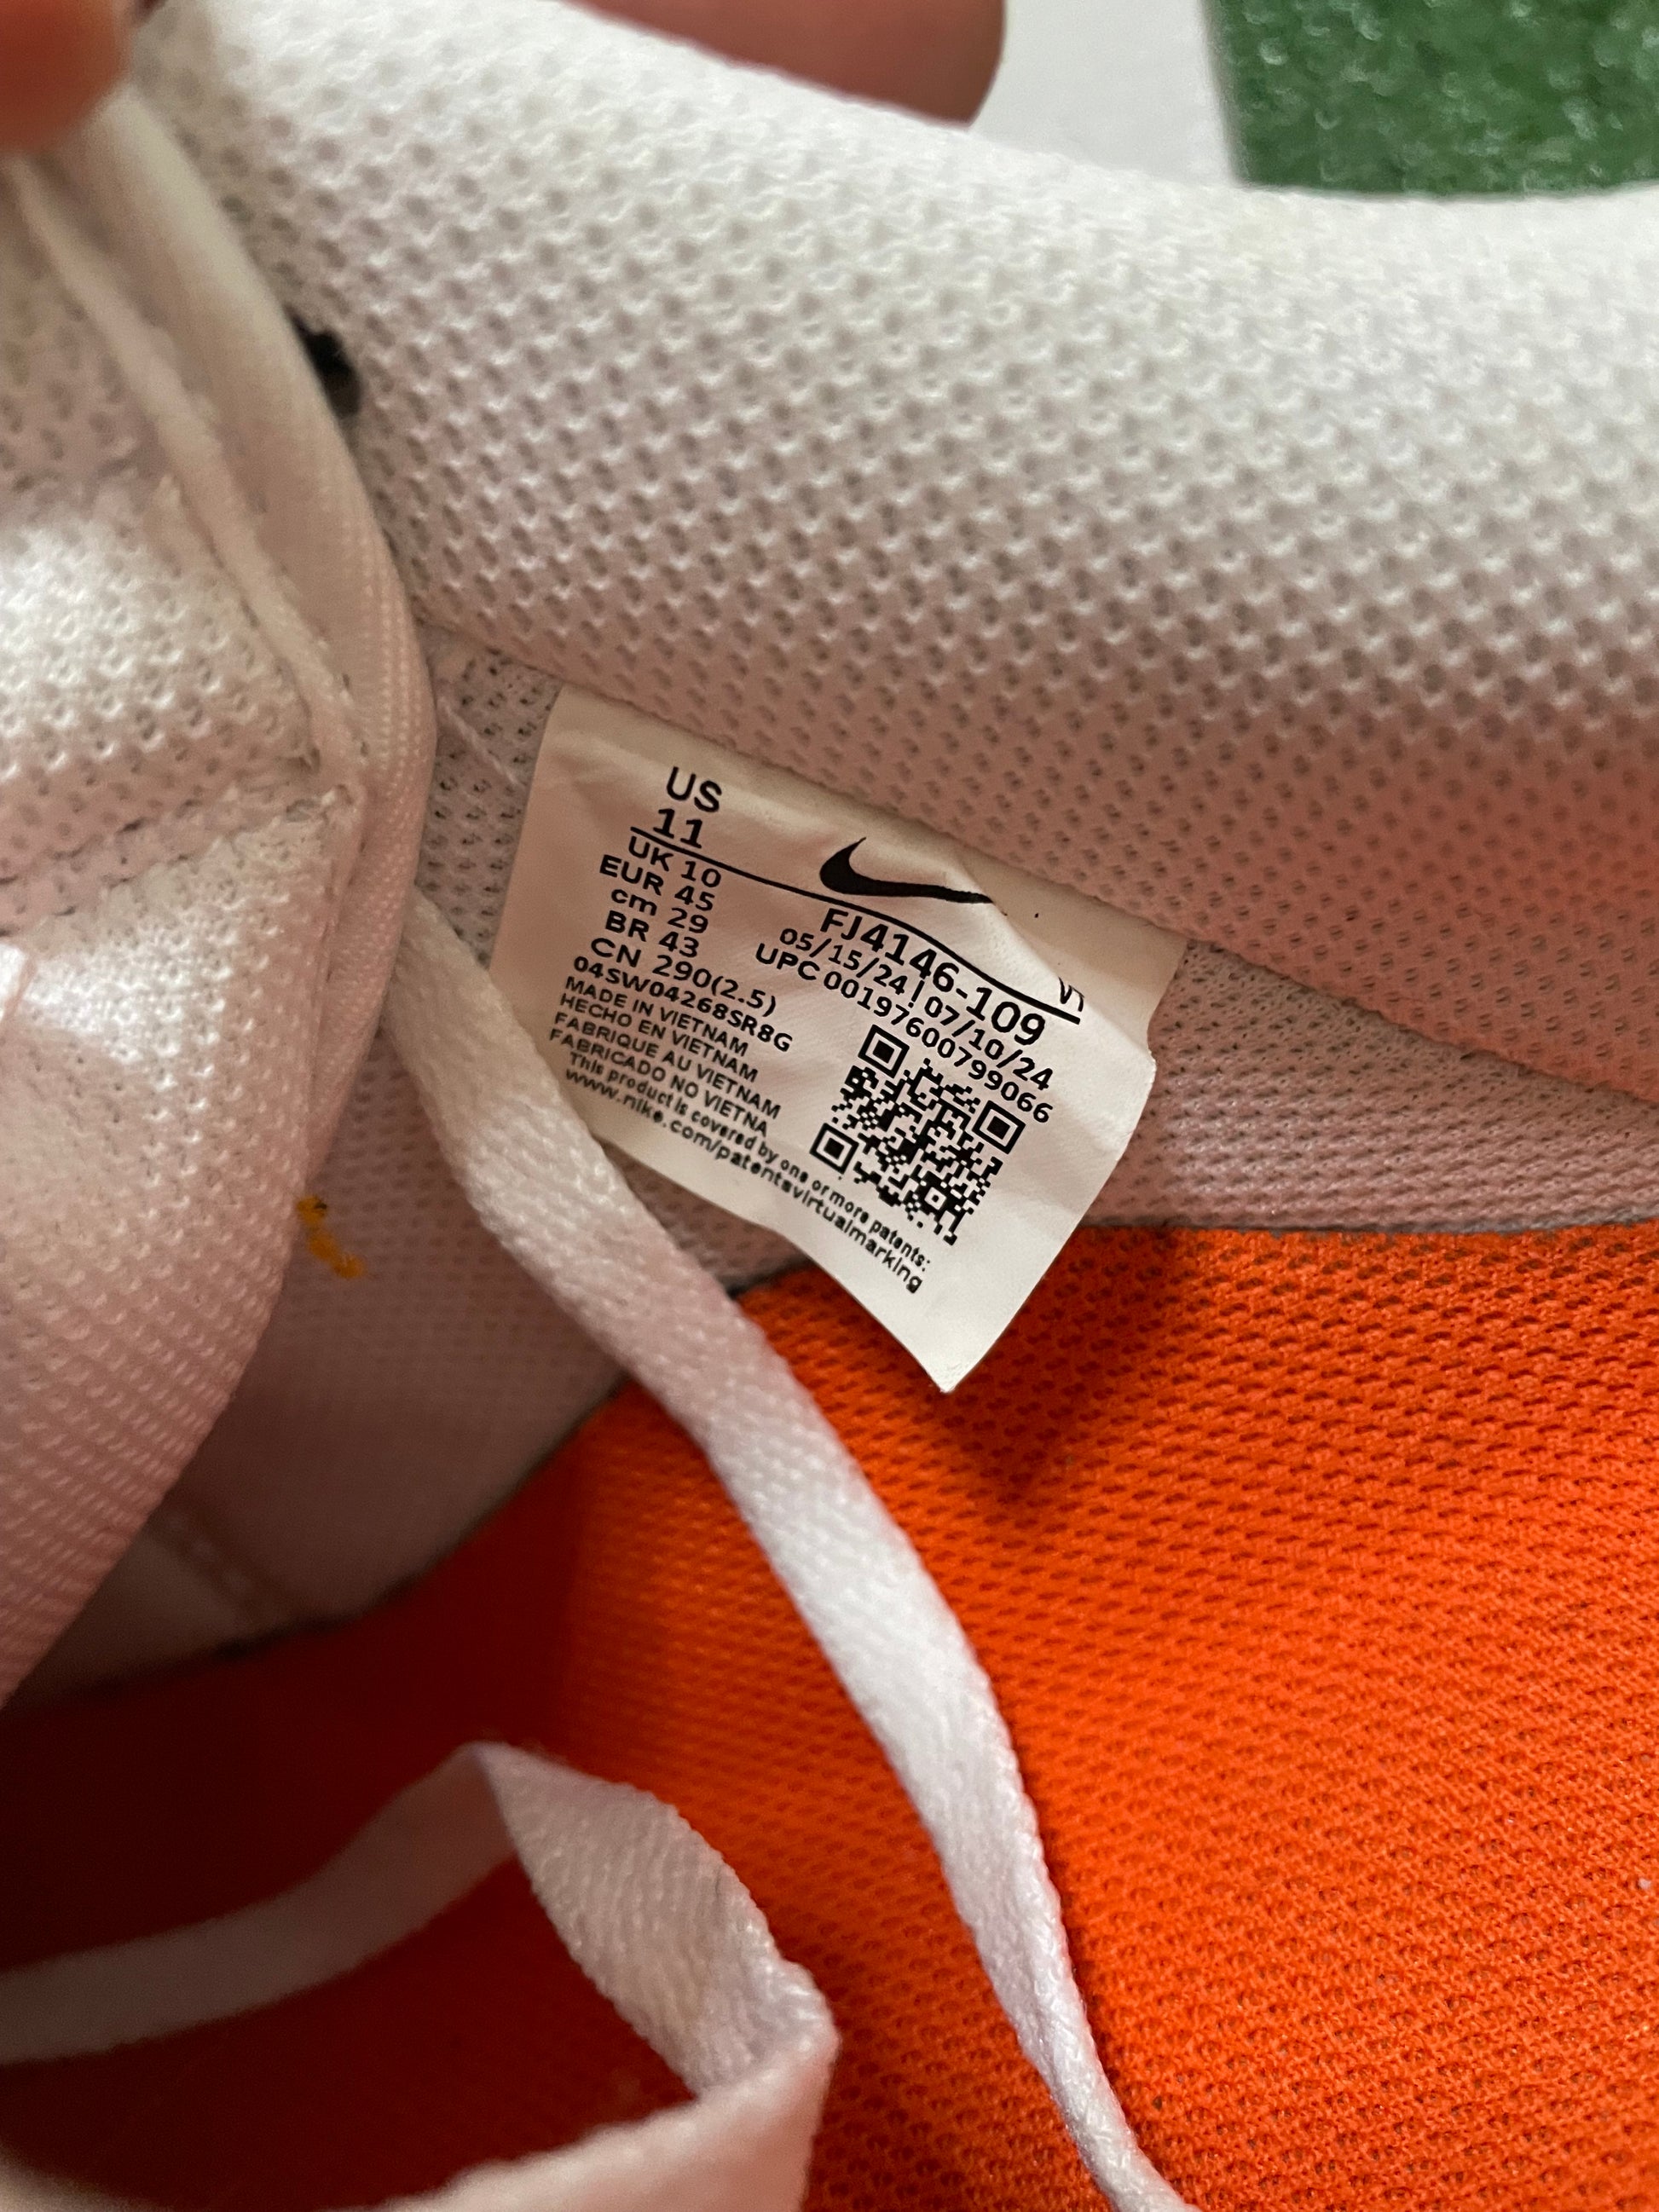 US
11
UK 10
EUR 45
cm 29
BR 43
CN 290(2.5)
04SW04268SR8G
MADE IN VIETNAM
HECHO EN VIETNAM
FABRIQUE AU VIETNAM
FABRICADO NO VIETNA
This product is covered by one or more patents:
www.nike.com/patentsvirtualmarking
FJ4146-109
05/15/24 | 07/10/24
UPC 00197600799066